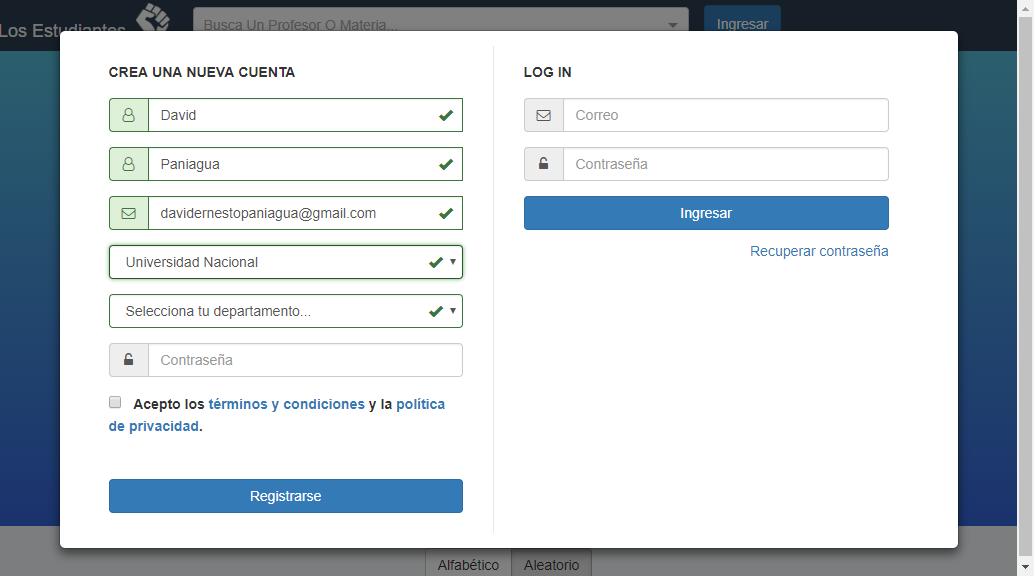 Los Estudiantes
Busca Un Profesor O Materia...
Ingresar
CREA UNA NUEVA CUENTA
David
Paniagua
davidernestopaniagua@gmail.com
Universidad Nacional
Selecciona tu departamento...
Contraseña
Acepto los términos y condiciones y la política
de privacidad.
Registrarse
LOG IN
Correo
Contraseña
Ingresar
Recuperar contraseña
Alfabético
Aleatorio